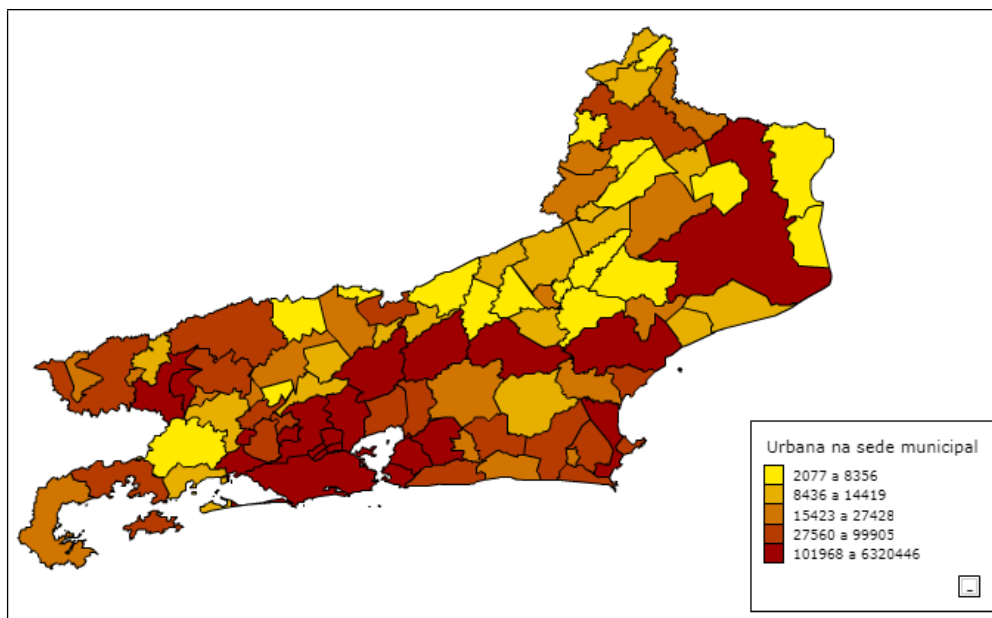 Urbana na sede municipal
2077 a 8356
8436 a 14419
15423 a 27428
27560 a 99905
101968 a 6320446